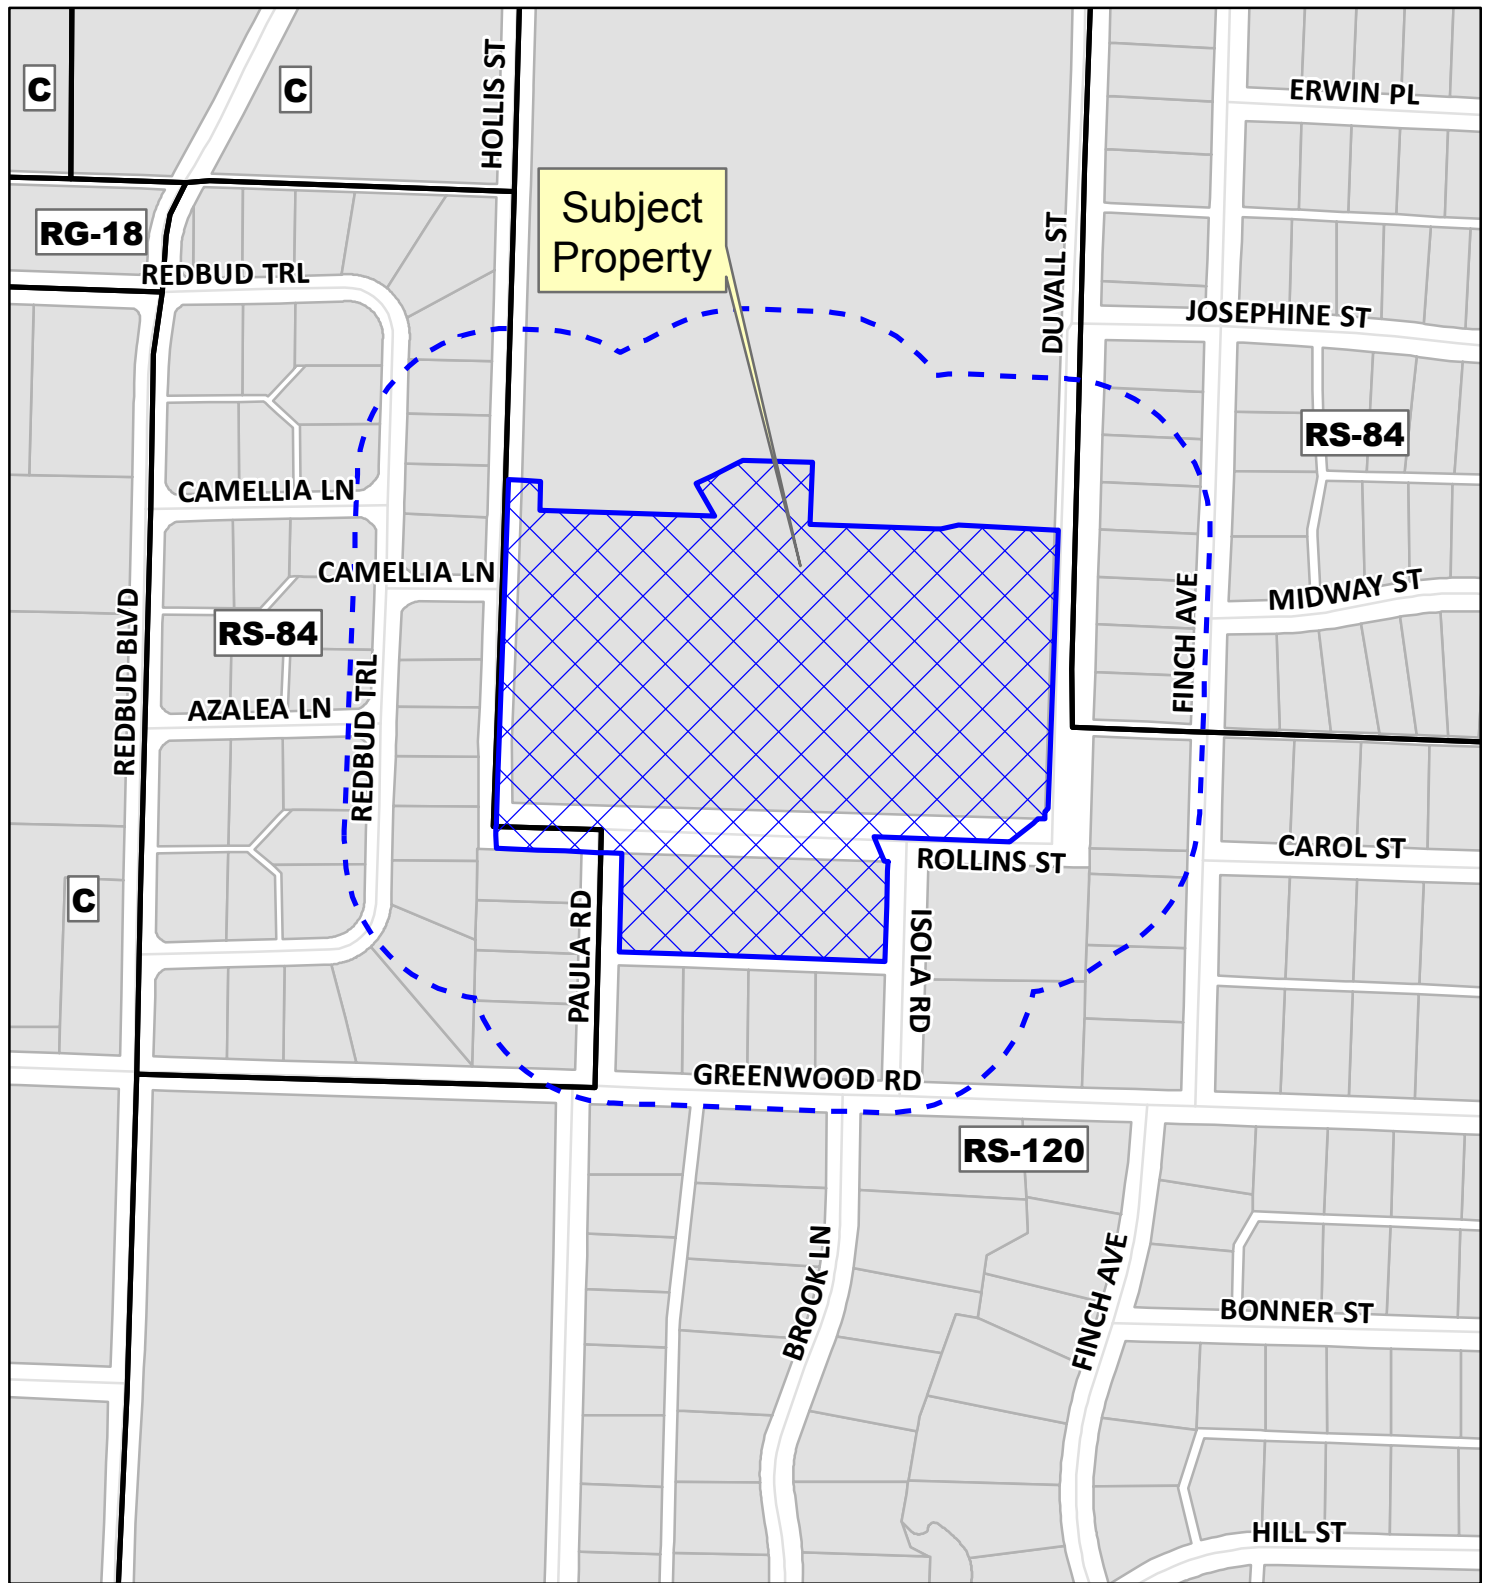 HOLLIS ST
C
C
ERWIN PL
Subject
Property
RG-18
REDBUD TRL
DUVALL ST
JOSEPHINE ST
RS-84
CAMELLIA LN
CAMELLIA LN
MIDWAY ST
FINCH AVE
REDBUD BLVD
RS-84
REDBUD TRL
AZALEA LN
CAROL ST
ROLLINS ST
C
PAULA RD
ISOLA RD
GREENWOOD RD
RS-120
BROOK LN
FINCH AVE
BONNER ST
HILL ST